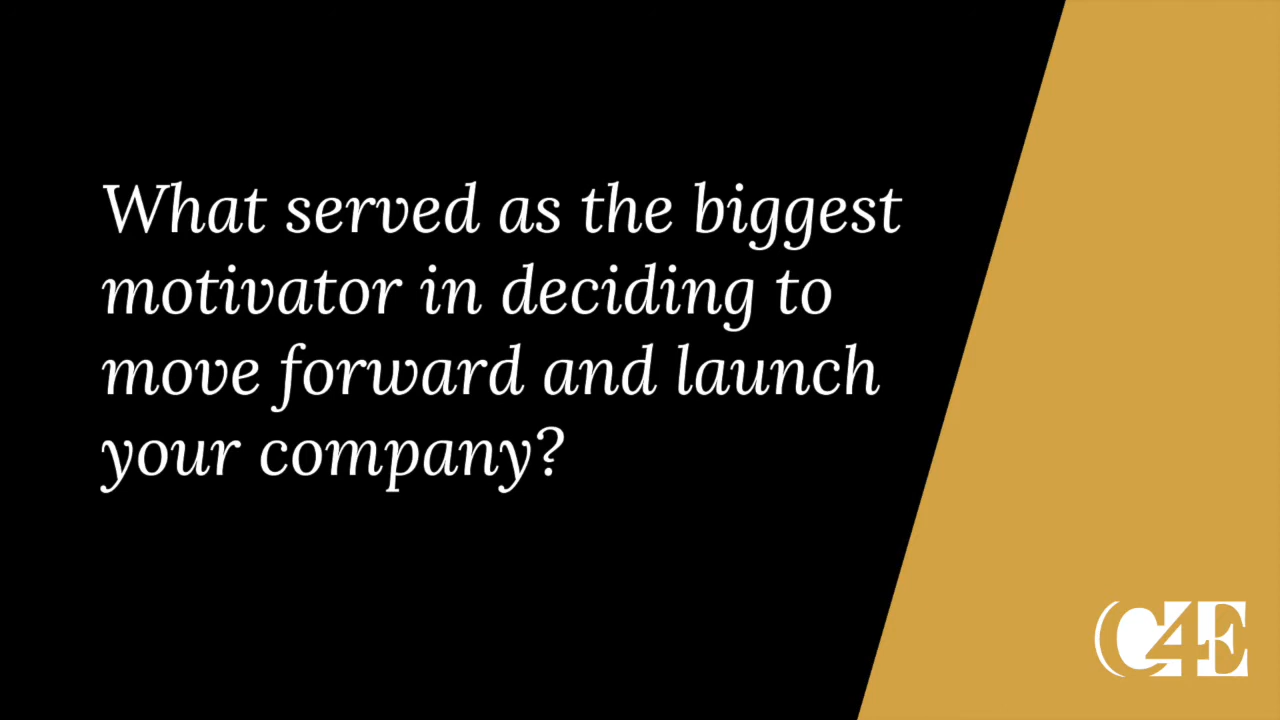 What served as the biggest
motivator in deciding to
move forward and launch
your company?
C4E